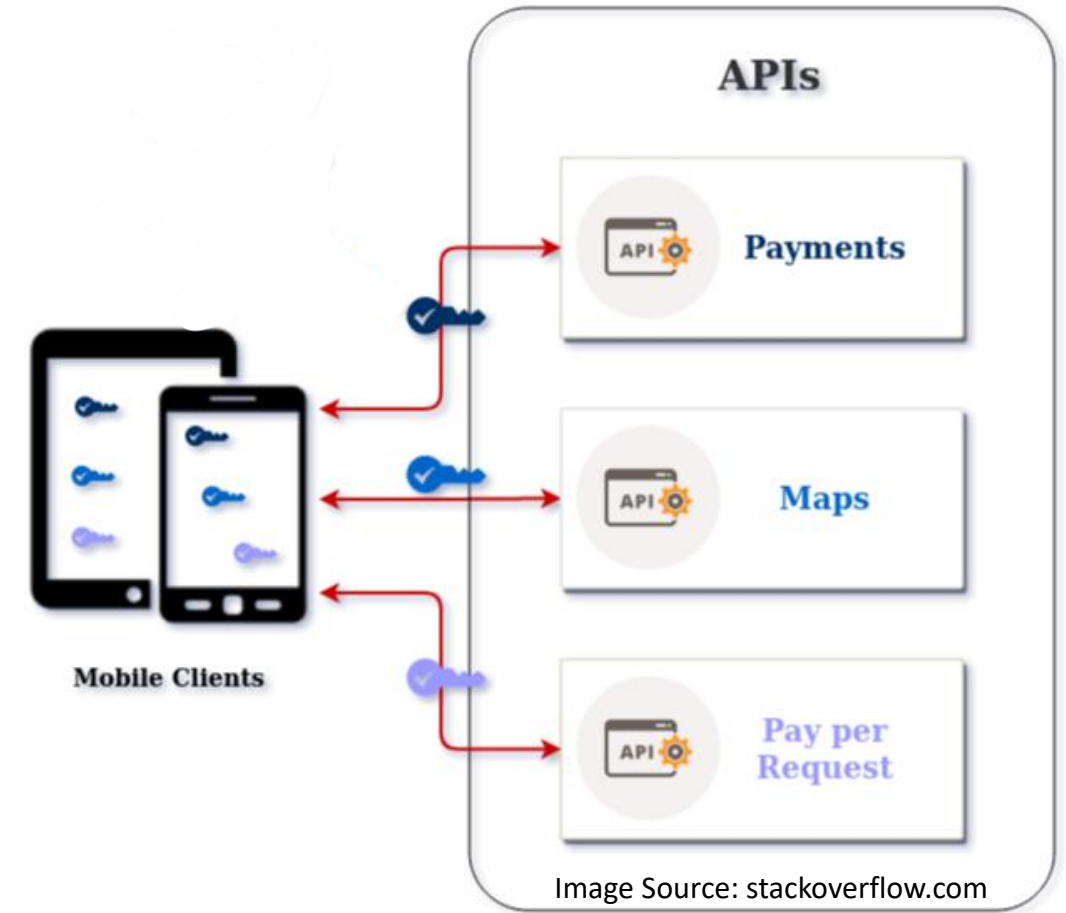 APIs
API
Payments
API
Maps
API
Pay per
Request
Mobile Clients
Image Source: stackoverflow.com